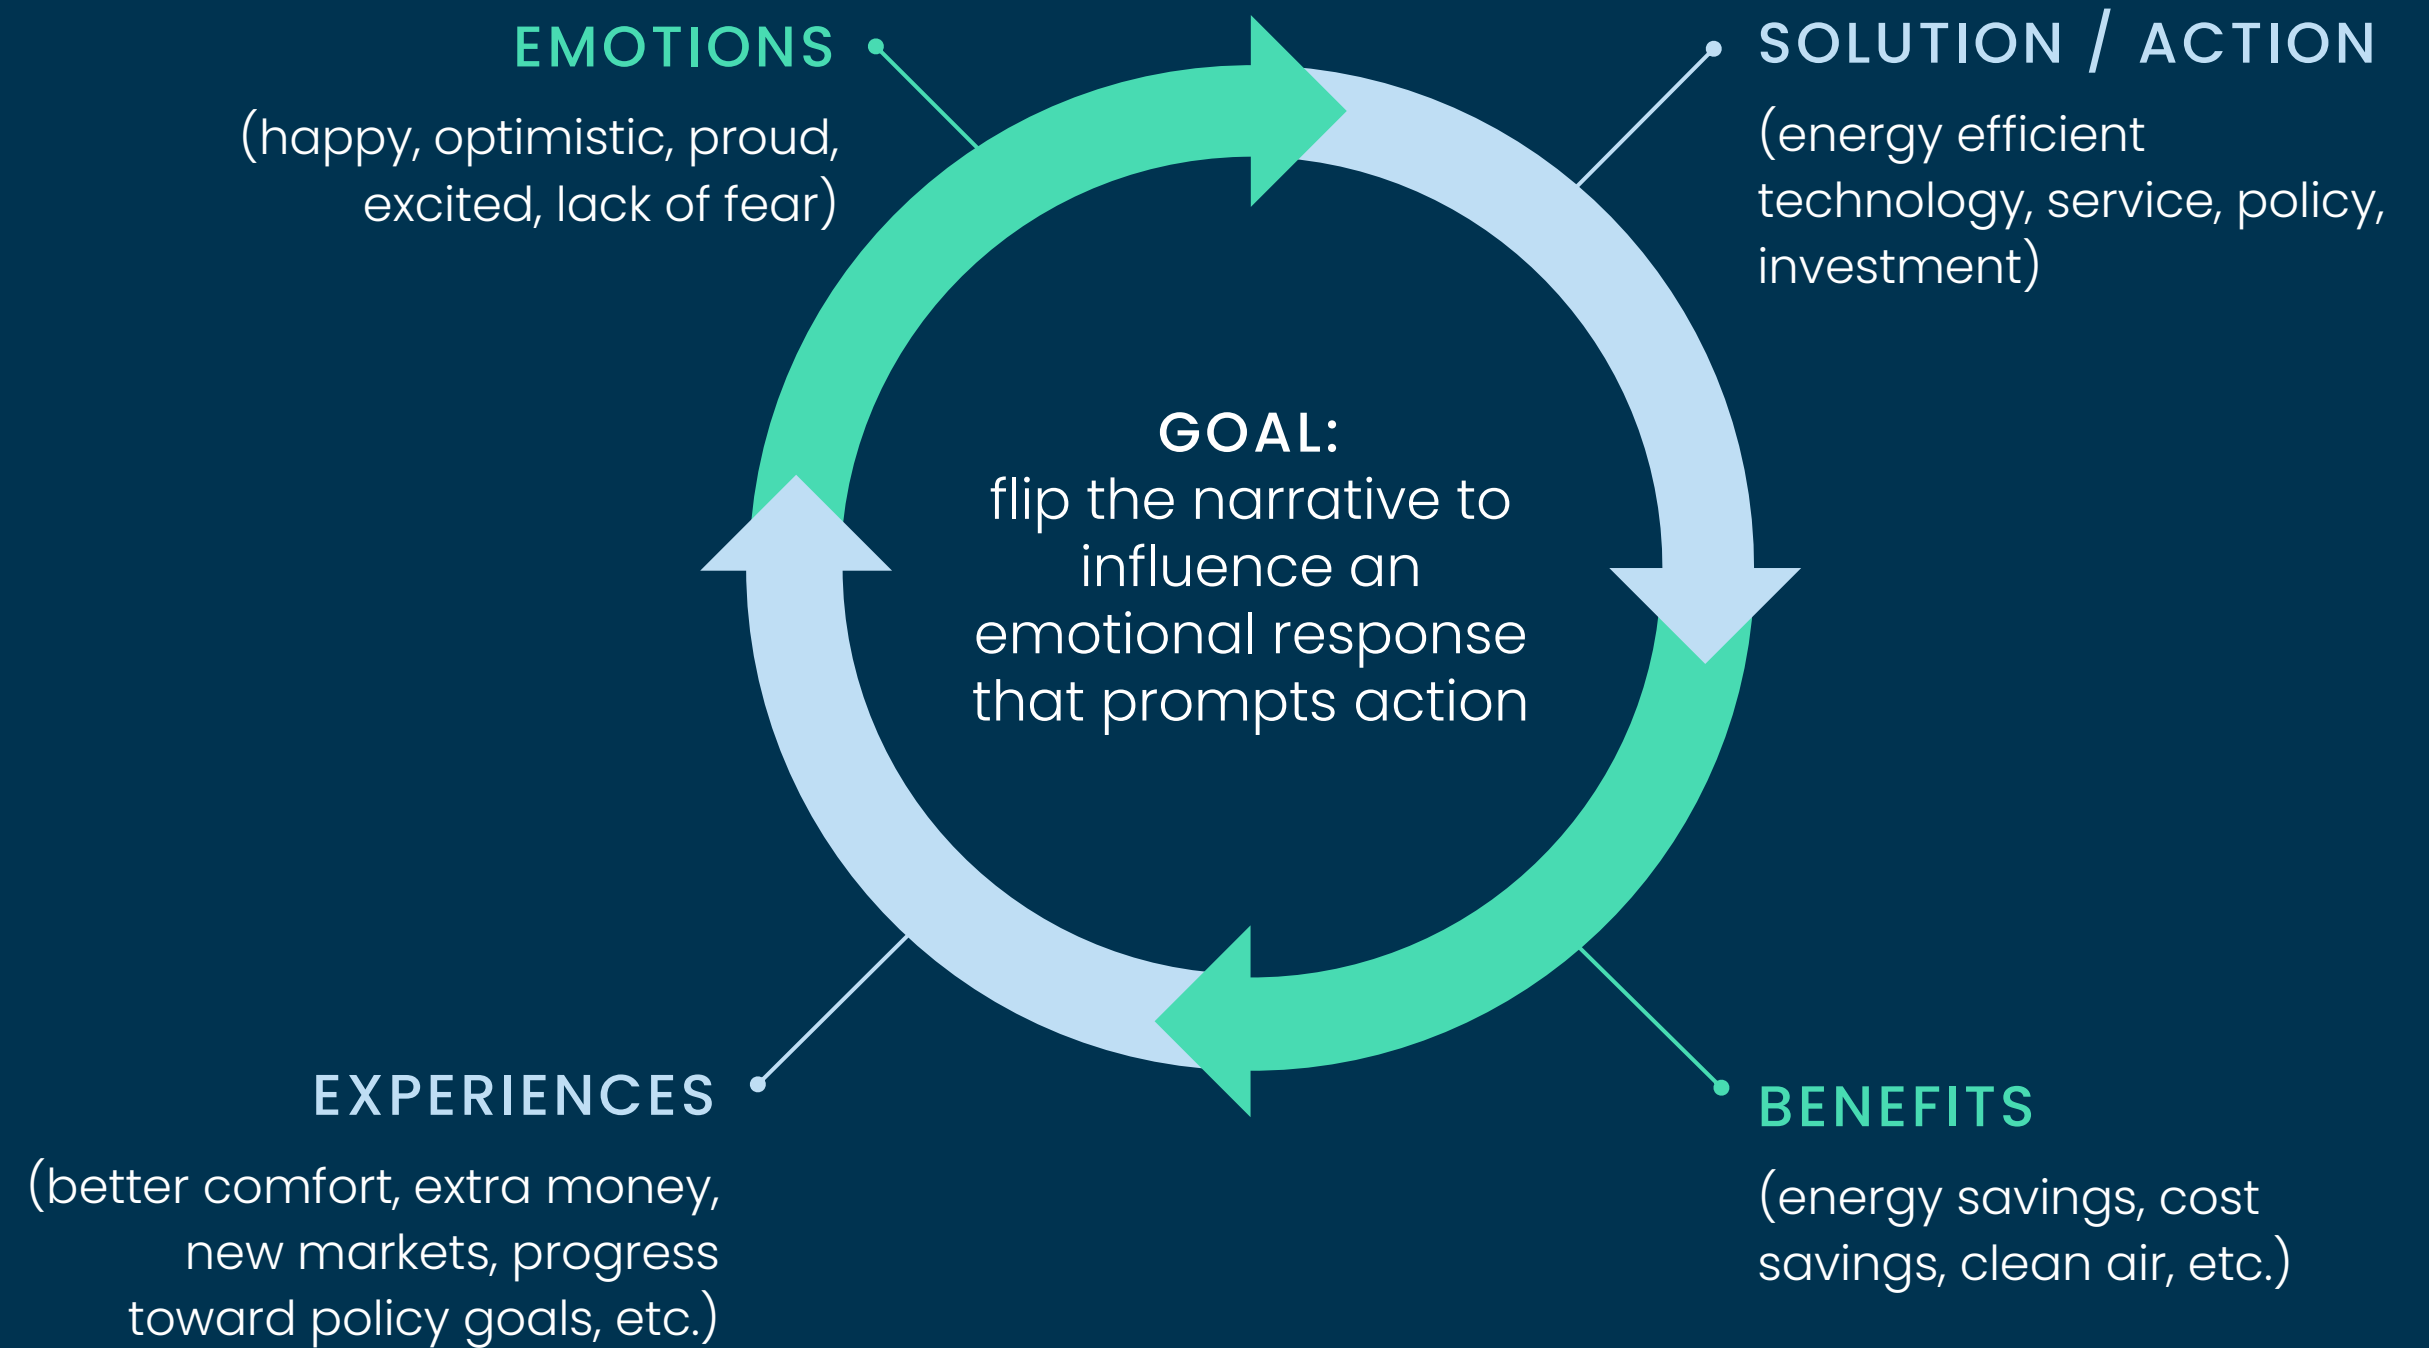 EMOTIONS
(happy, optimistic, proud,
excited, lack of fear)
SOLUTION / ACTION
(energy efficient
technology, service, policy,
investment)
GOAL:
flip the narrative to
influence an
emotional response
that prompts action
EXPERIENCES
(better comfort, extra money,
new markets, progress
toward policy goals, etc.)
BENEFITS
(energy savings, cost
savings, clean air, etc.)